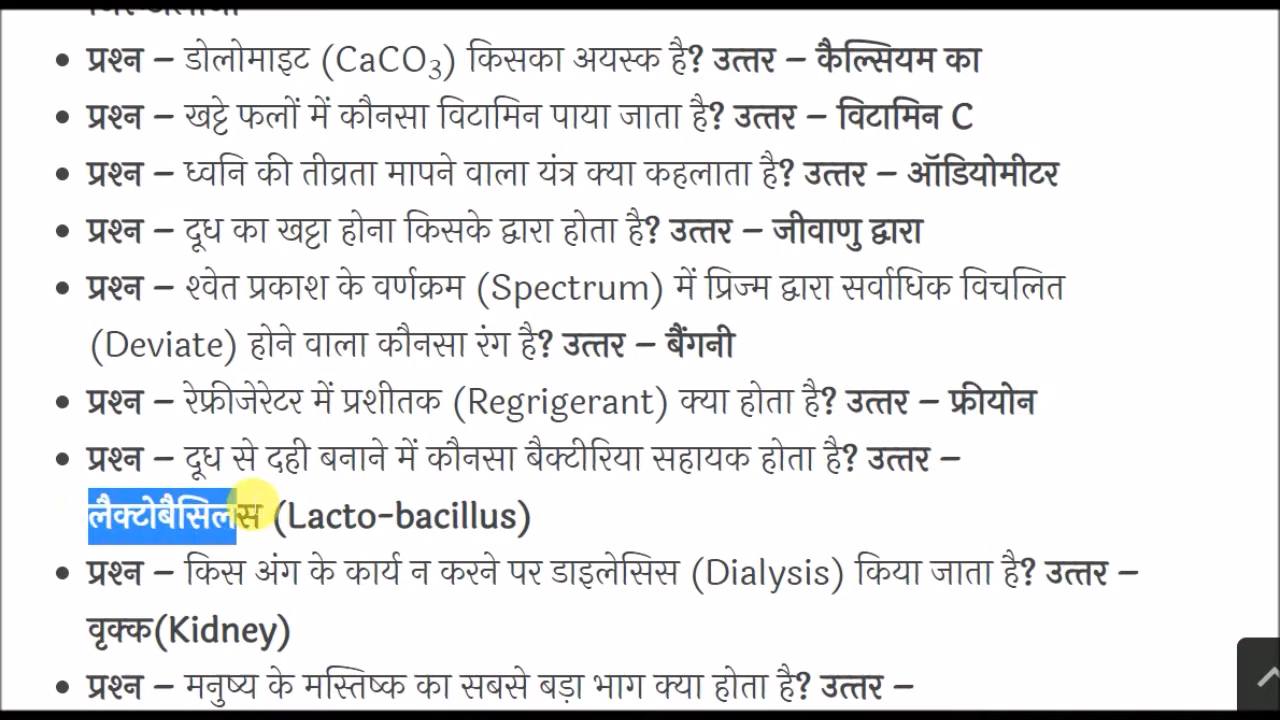 • प्रश्न – डोलोमाइट (CaCO₃) किसका अयस्क है? उत्तर – कैल्सियम का
• प्रश्न – खट्टे फलों में कौनसा विटामिन पाया जाता है? उत्तर – विटामिन C
• प्रश्न – ध्वनि की तीव्रता मापने वाला यंत्र क्या कहलाता है? उत्तर – ऑडियोमीटर
• प्रश्न – दूध का खट्टा होना किसके द्वारा होता है? उत्तर – जीवाणु द्वारा
• प्रश्न – श्वेत प्रकाश के वर्णक्रम (Spectrum) में प्रिज्म द्वारा सर्वाधिक विचलित
(Deviate) होने वाला कौनसा रंग है? उत्तर – बैंगनी
• प्रश्न – रेफ्रीजेरेटर में प्रशीतक (Regrigerant) क्या होता है? उत्तर – फ्रीयोन
• प्रश्न – दूध से दही बनाने में कौनसा बैक्टीरिया सहायक होता है? उत्तर –
लैक्टोबैसिलस (Lacto-bacillus)
• प्रश्न – किस अंग के कार्य न करने पर डाइलेसिस (Dialysis) किया जाता है? उत्तर –
वृक्क(Kidney)
• प्रश्न – मनुष्य के मस्तिष्क का सबसे बड़ा भाग क्या होता है? उत्तर –